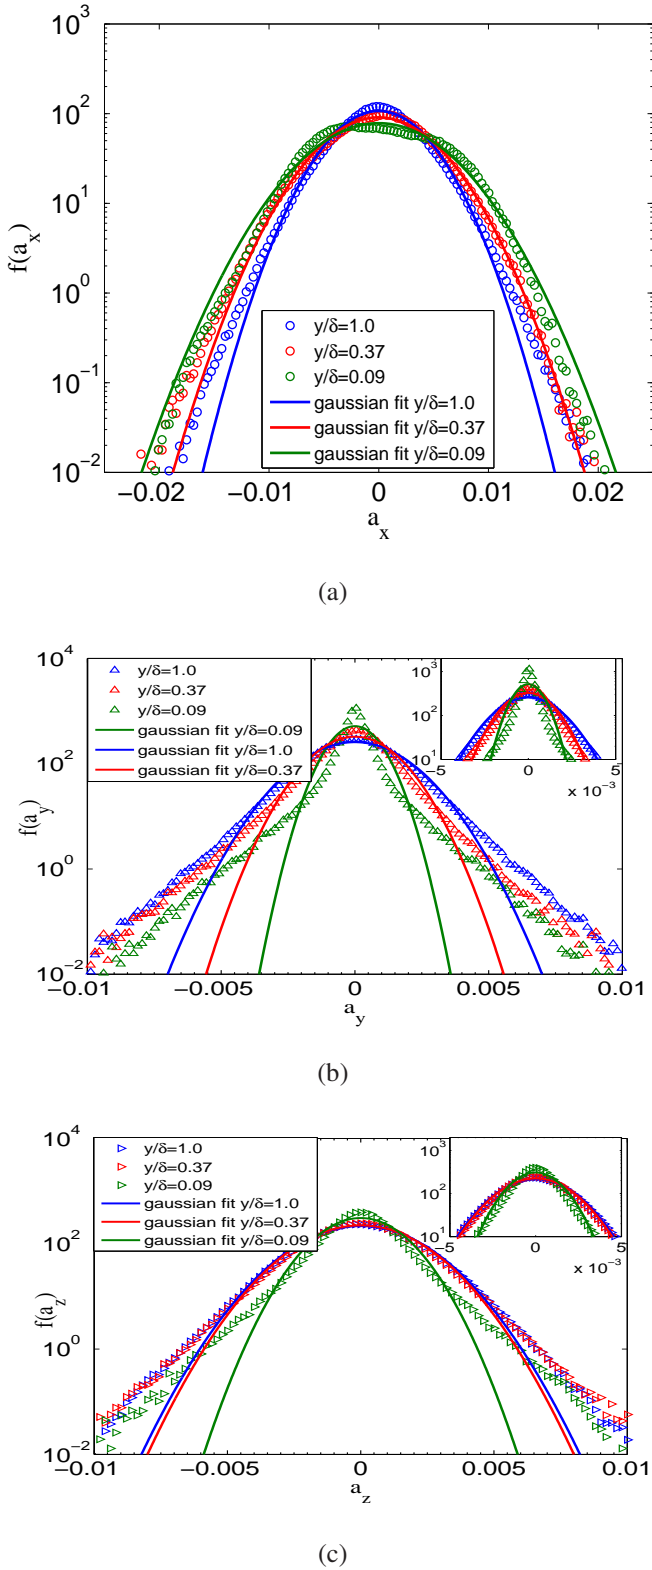 10^3
10^2
10^1
10^0
10^-1
10^-2
f(a_x)
y/δ=1.0
y/δ=0.37
y/δ=0.09
gaussian fit y/δ=1.0
gaussian fit y/δ=0.37
gaussian fit y/δ=0.09
−0.02 −0.01 0 0.01 0.02
a_x
(a)
10^4
10^2
10^0
10^-2
f(a_y)
y/δ=1.0
y/δ=0.37
y/δ=0.09
gaussian fit y/δ=0.09
gaussian fit y/δ=1.0
gaussian fit y/δ=0.37
10^3
10^2
10^1
−5 0 5
x 10^-3
−0.01 −0.005 0 0.005 0.01
a_y
(b)
10^4
10^2
10^0
10^-2
f(a_z)
y/δ=1.0
y/δ=0.37
y/δ=0.09
gaussian fit y/δ=1.0
gaussian fit y/δ=0.37
gaussian fit y/δ=0.09
10^3
10^2
10^1
−5 0 5
x 10^-3
−0.01 −0.005 0 0.005 0.01
a_z
(c)